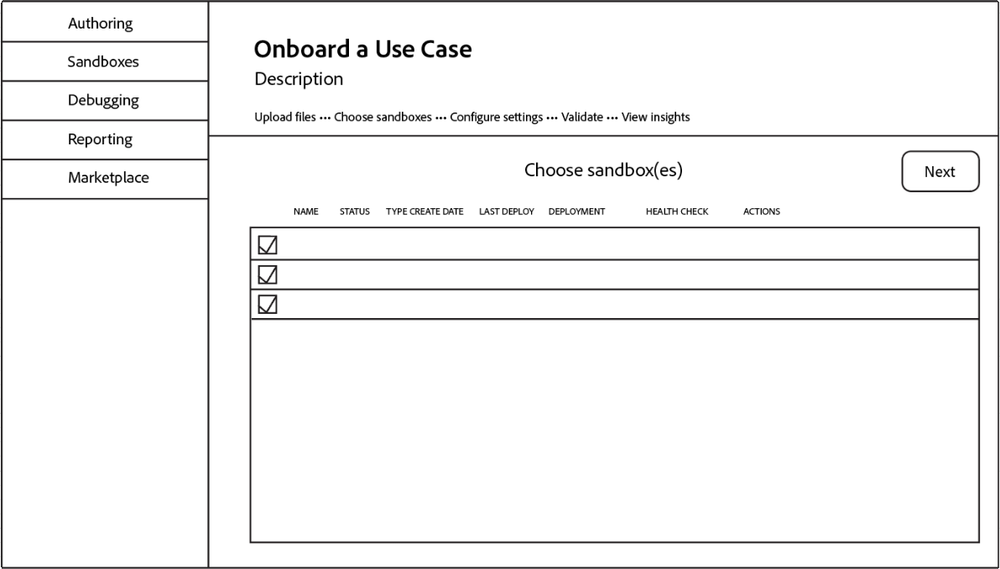 Authoring
Sandboxes
Debugging
Reporting
Marketplace
Onboard a Use Case
Description
Upload files ••• Choose sandboxes ••• Configure settings ••• Validate ••• View insights
Choose sandbox(es)
Next
NAME STATUS TYPE CREATE DATE LAST DEPLOY DEPLOYMENT HEALTH CHECK ACTIONS